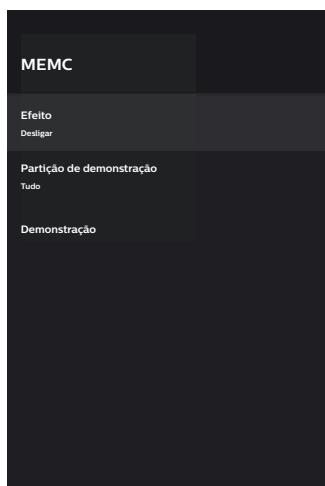 MEMC
Efeito
Desligar
Partição de demonstração
Tudo
Demonstração